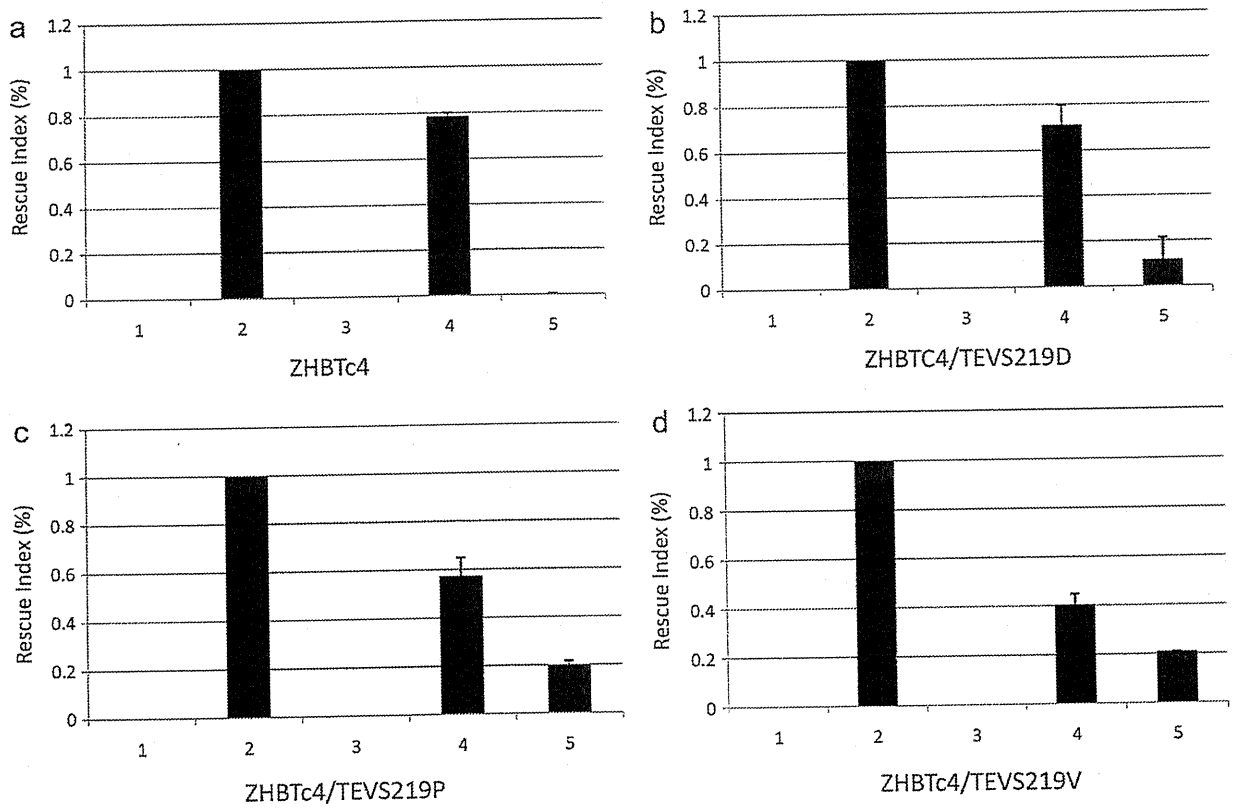 a
Rescue Index (%)
1.2
1
0.8
0.6
0.4
0.2
0
1 2 3 4 5
ZHBTc4
b
Rescue Index (%)
1.2
1
0.8
0.6
0.4
0.2
0
1 2 3 4 5
ZHBTC4/TEVS219D
c
Rescue Index (%)
1.2
1
0.8
0.6
0.4
0.2
0
1 2 3 4 5
ZHBTc4/TEVS219P
d
Rescue Index (%)
1.2
1
0.8
0.6
0.4
0.2
0
1 2 3 4 5
ZHBTc4/TEVS219V